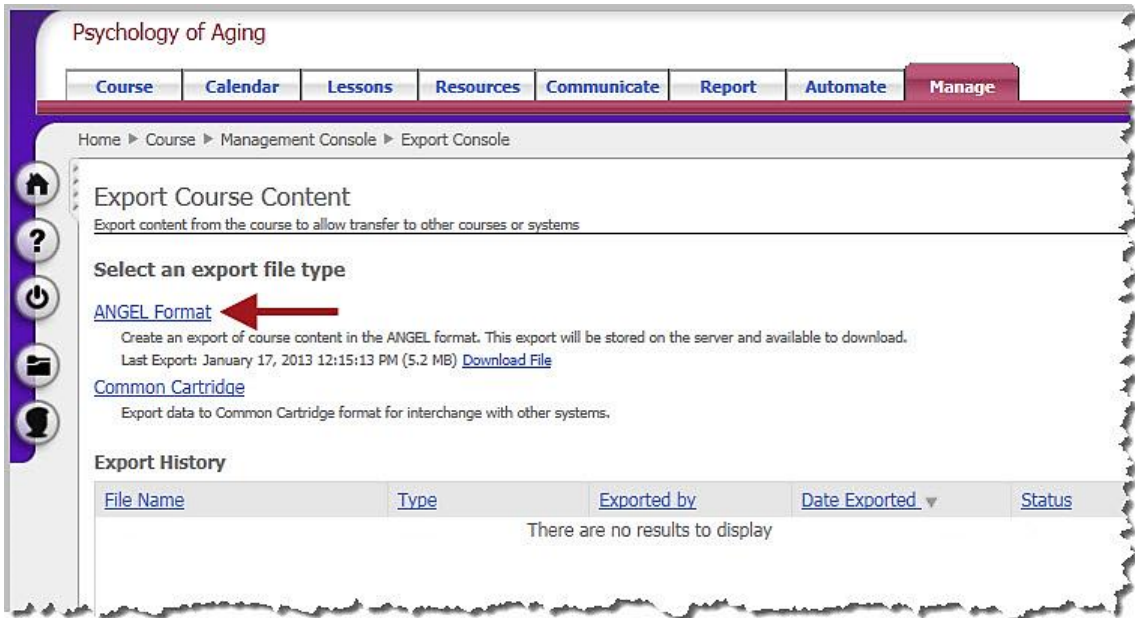 Psychology of Aging
Course Calendar Lessons Resources Communicate Report Automate Manage
Home ▶ Course ▶ Management Console ▶ Export Console
Export Course Content
Export content from the course to allow transfer to other courses or systems
Select an export file type
ANGEL Format
Create an export of course content in the ANGEL format. This export will be stored on the server and available to download.
Last Export: January 17, 2013 12:15:13 PM (5.2 MB) Download File
Common Cartridge
Export data to Common Cartridge format for interchange with other systems.
Export History
File Name Type Exported by Date Exported ▼ Status
There are no results to display